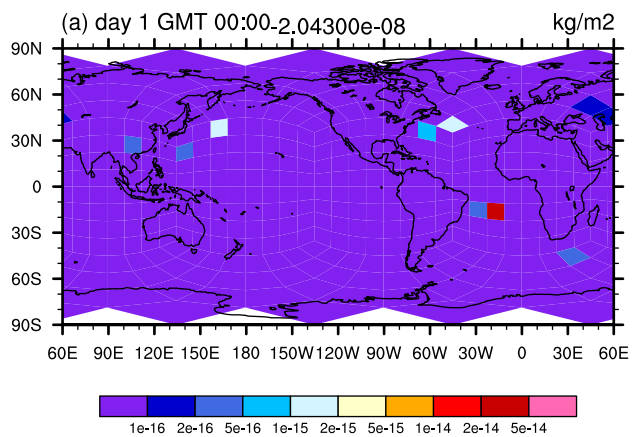 (a) day 1 GMT 00:00-2.04300e-08 kg/m2
90N
60N
30N
0
30S
60S
90S
60E 90E 120E 150E 180 150W 120W 90W 60W 30W 0 30E 60E
1e-16 2e-16 5e-16 1e-15 2e-15 5e-15 1e-14 2e-14 5e-14